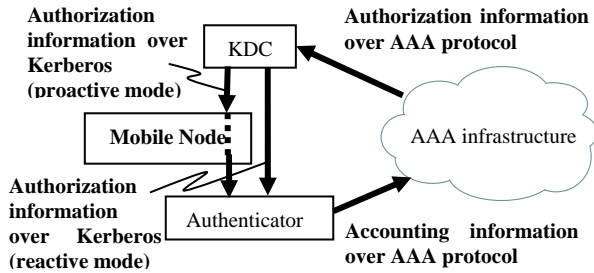 Authorization
information over
Kerberos
(proactive mode)
KDC
Authorization information
over AAA protocol
Mobile Node
AAA infrastructure
Authorization
information
over Kerberos
(reactive mode)
Authenticator
Accounting information
over AAA protocol